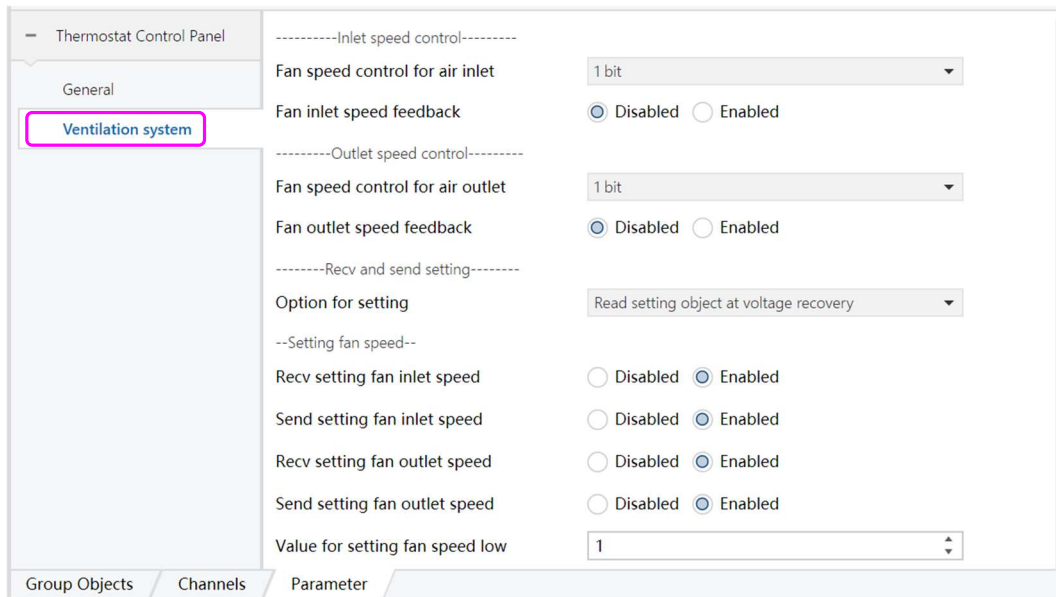 Thermostat Control Panel
General
Ventilation system
----------Inlet speed control---------
Fan speed control for air inlet 1 bit
Fan inlet speed feedback Disabled Enabled
---------Outlet speed control---------
Fan speed control for air outlet 1 bit
Fan outlet speed feedback Disabled Enabled
--------Recv and send setting--------
Option for setting Read setting object at voltage recovery
--Setting fan speed--
Recv setting fan inlet speed Disabled Enabled
Send setting fan inlet speed Disabled Enabled
Recv setting fan outlet speed Disabled Enabled
Send setting fan outlet speed Disabled Enabled
Value for setting fan speed low 1
Group Objects Channels Parameter